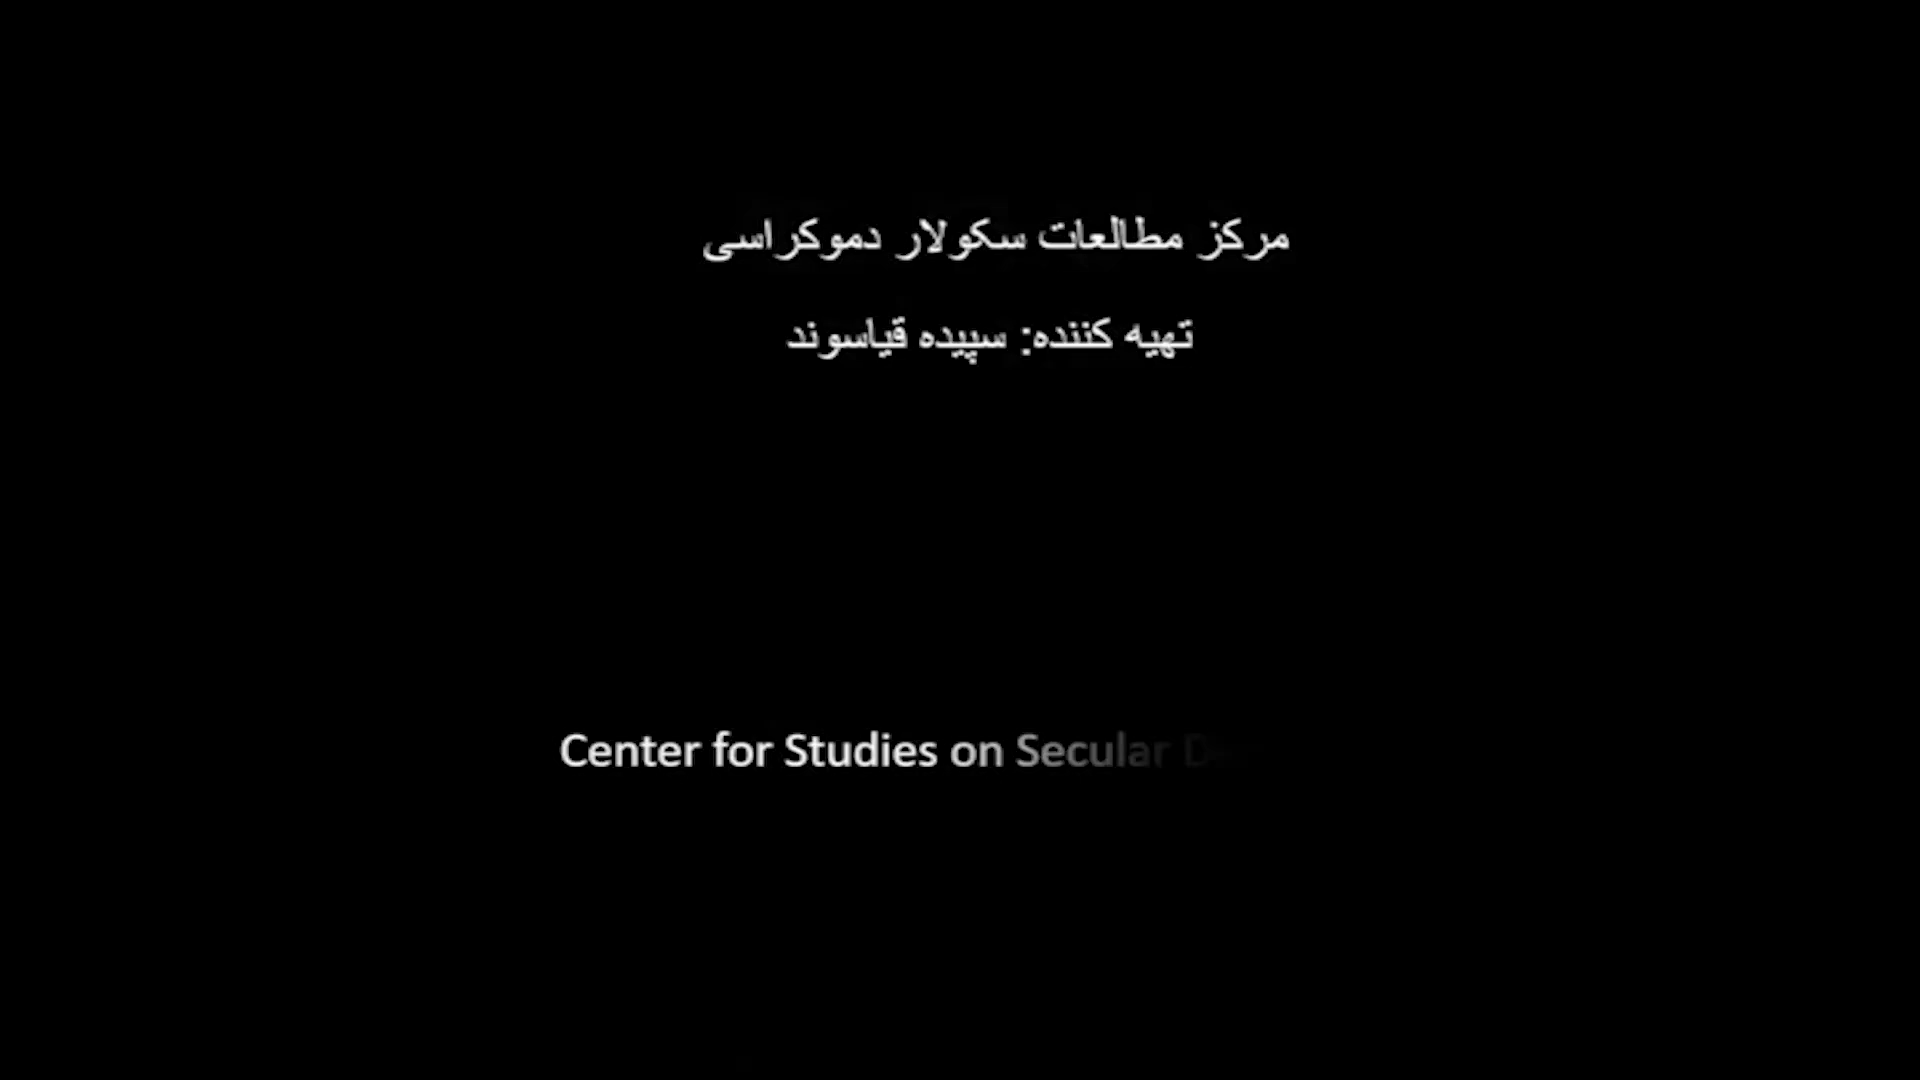 مرکز مطالعات سکولار دموکراسی
تهیه کننده: سپیده قیاسوند
Center for Studies on Secular